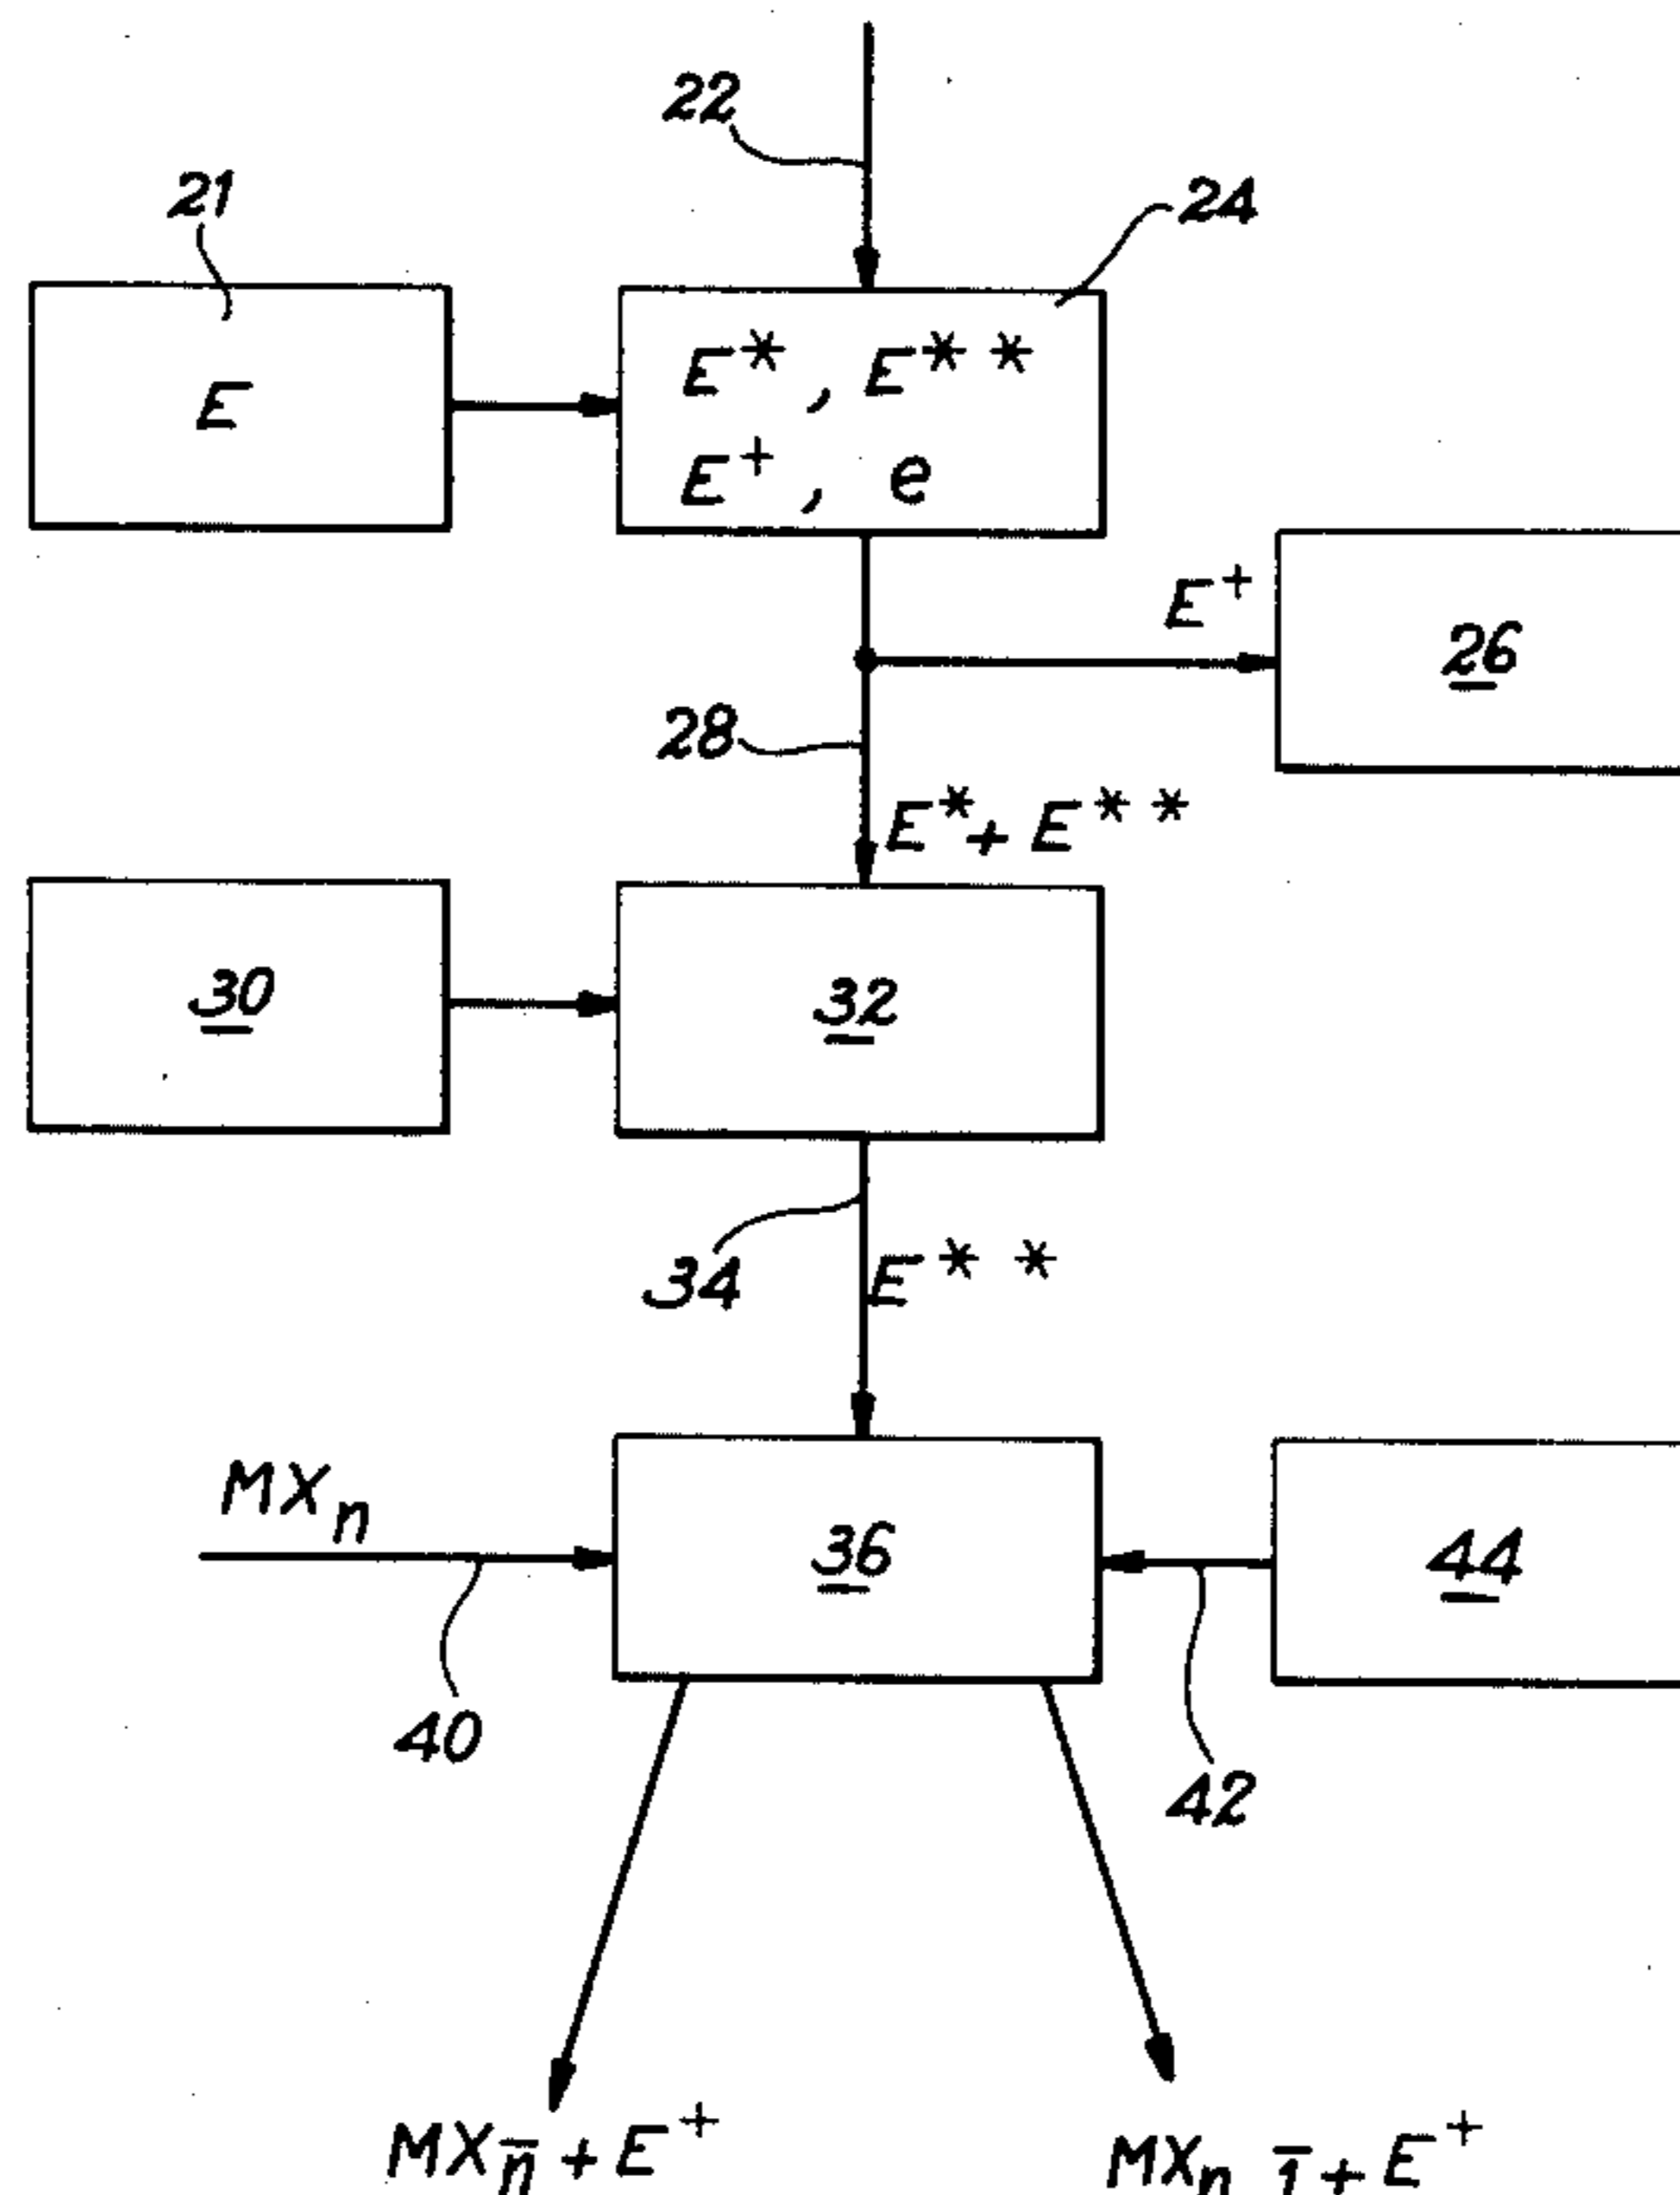 22
21
24
E
E*, E**
E+, e
E+
26
28
E*+ E**
30
32
34
E**
MXn
36
44
40
42
MXn̄ + E+
MXn 1̄ + E+